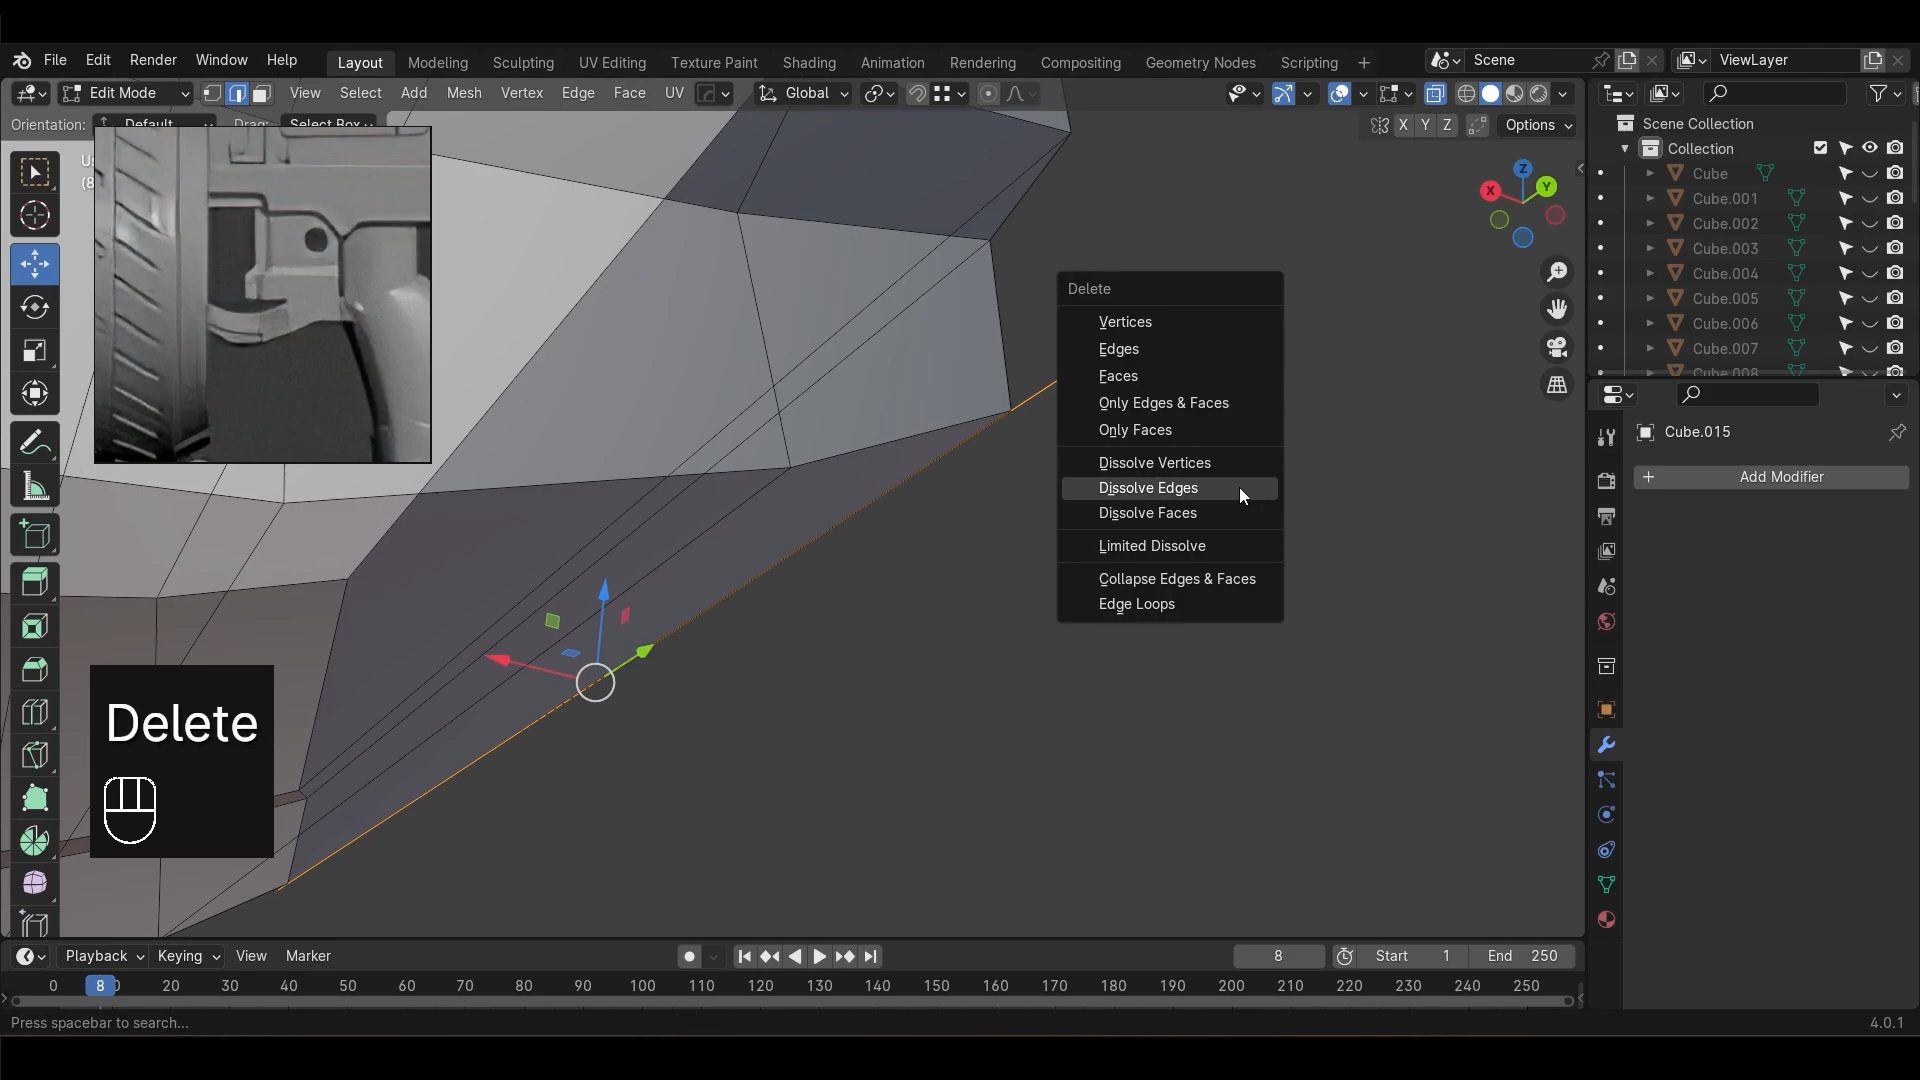 File Edit Render Window Help Layout Modeling Sculpting UV Editing Texture Paint Shading Animation Rendering Compositing Geometry Nodes Scripting + Scene ViewLayer
Edit Mode View Select Add Mesh Vertex Edge Face UV Global
Orientation: Default Drag: Select Box X Y Z Options
Scene Collection
Collection
Cube
Cube.001
Cube.002
Cube.003
Cube.004
Cube.005
Cube.006
Cube.007
Cube.008
Z
X
Y
Delete
Vertices
Edges
Faces
Only Edges & Faces
Only Faces
Dissolve Vertices
Dissolve Edges
Dissolve Faces
Limited Dissolve
Collapse Edges & Faces
Edge Loops
Cube.015
+ Add Modifier
Delete
Playback Keying View Marker 8 Start 1 End 250
0 8 20 30 40 50 60 70 80 90 100 110 120 130 140 150 160 170 180 190 200 210 220 230 240 250
Press spacebar to search... 4.0.1